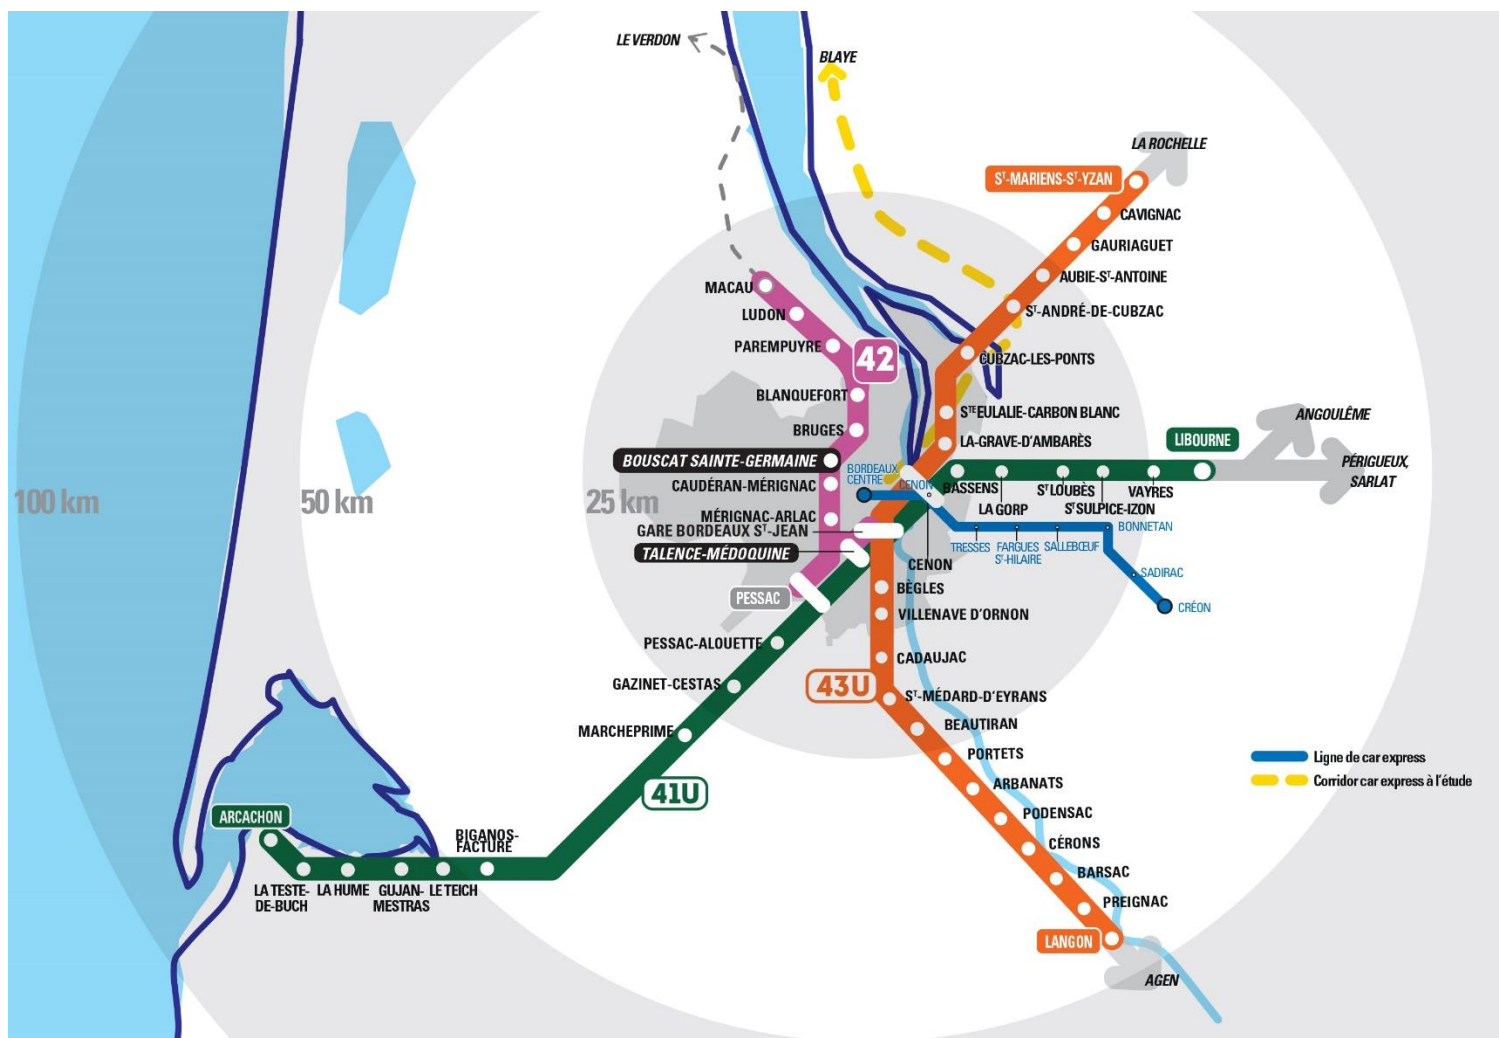 LE VERDON
BLAYE
LA ROCHELLE
Sᵀ-MARIENS-Sᵀ-YZAN
CAVIGNAC
GAURIAGUET
AUBIE-Sᵀ-ANTOINE
Sᵀ-ANDRÉ-DE-CUBZAC
CUBZAC-LES-PONTS
SᵀᴱEULALIE-CARBON BLANC
LA-GRAVE-D'AMBARÈS
MACAU
LUDON
PAREMPUYRE
42
BLANQUEFORT
BRUGES
BOUSCAT SAINTE-GERMAINE
CAUDÉRAN-MÉRIGNAC
MÉRIGNAC-ARLAC
GARE BORDEAUX Sᵀ-JEAN
TALENCE-MÉDOQUINE
PESSAC
100 km
50 km
25 km
BORDEAUX
CENTRE
CENON
BASSENS
LA GORP
Sᵀ LOUBÈS
Sᵀ SULPICE-IZON
VAYRES
LIBOURNE
ANGOULÊME
PÉRIGUEUX,
SARLAT
TRESSES
FARGUES
Sᵀ-HILAIRE
SALLEBŒUF
BONNETAN
SADIRAC
CRÉON
CENON
BÈGLES
VILLENAVE D'ORNON
CADAUJAC
43U
Sᵀ-MÉDARD-D'EYRANS
BEAUTIRAN
PORTETS
ARBANATS
PODENSAC
CÉRONS
BARSAC
PREIGNAC
LANGON
AGEN
PESSAC-ALOUETTE
GAZINET-CESTAS
MARCHEPRIME
41U
BIGANOS-
FACTURE
LE TEICH
GUJAN-
MESTRAS
LA HUME
LA TESTE-
DE-BUCH
ARCACHON
Ligne de car express
Corridor car express à l'étude